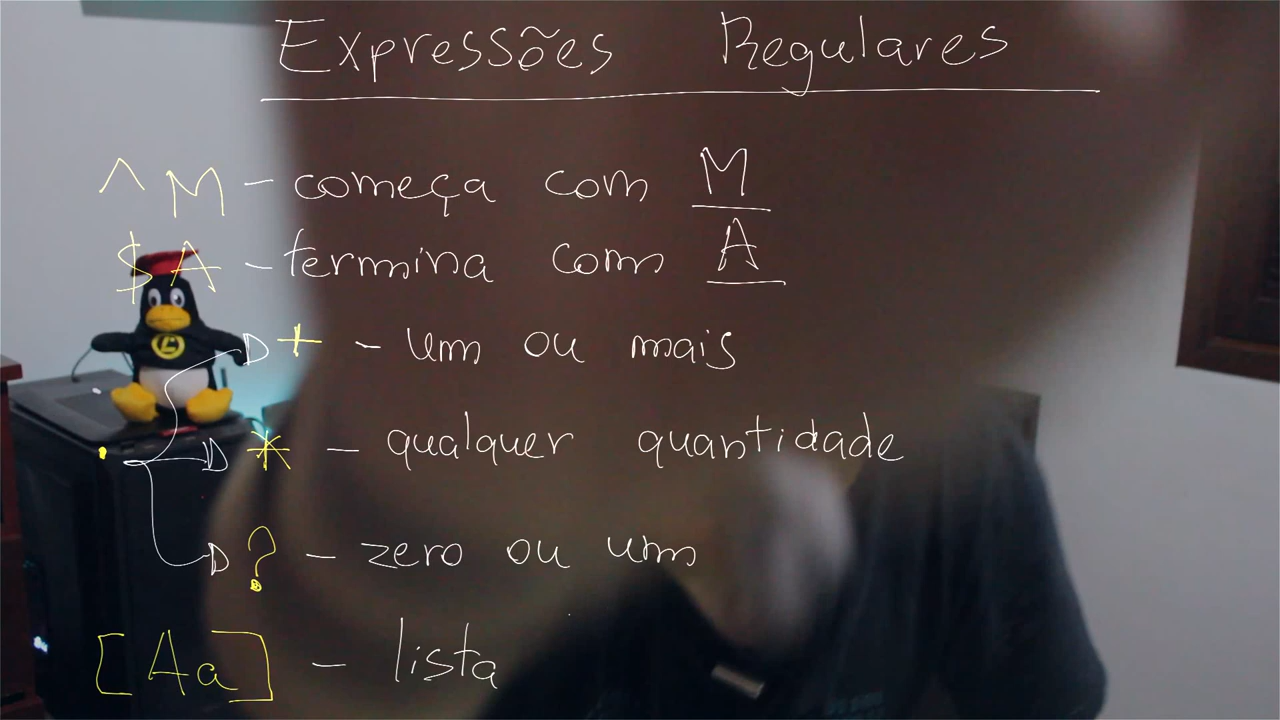 Expressões Regulares
^M - começa com M
$A - termina com A
+ - um ou mais
. * - qualquer quantidade
? - zero ou um
[Aa] - lista